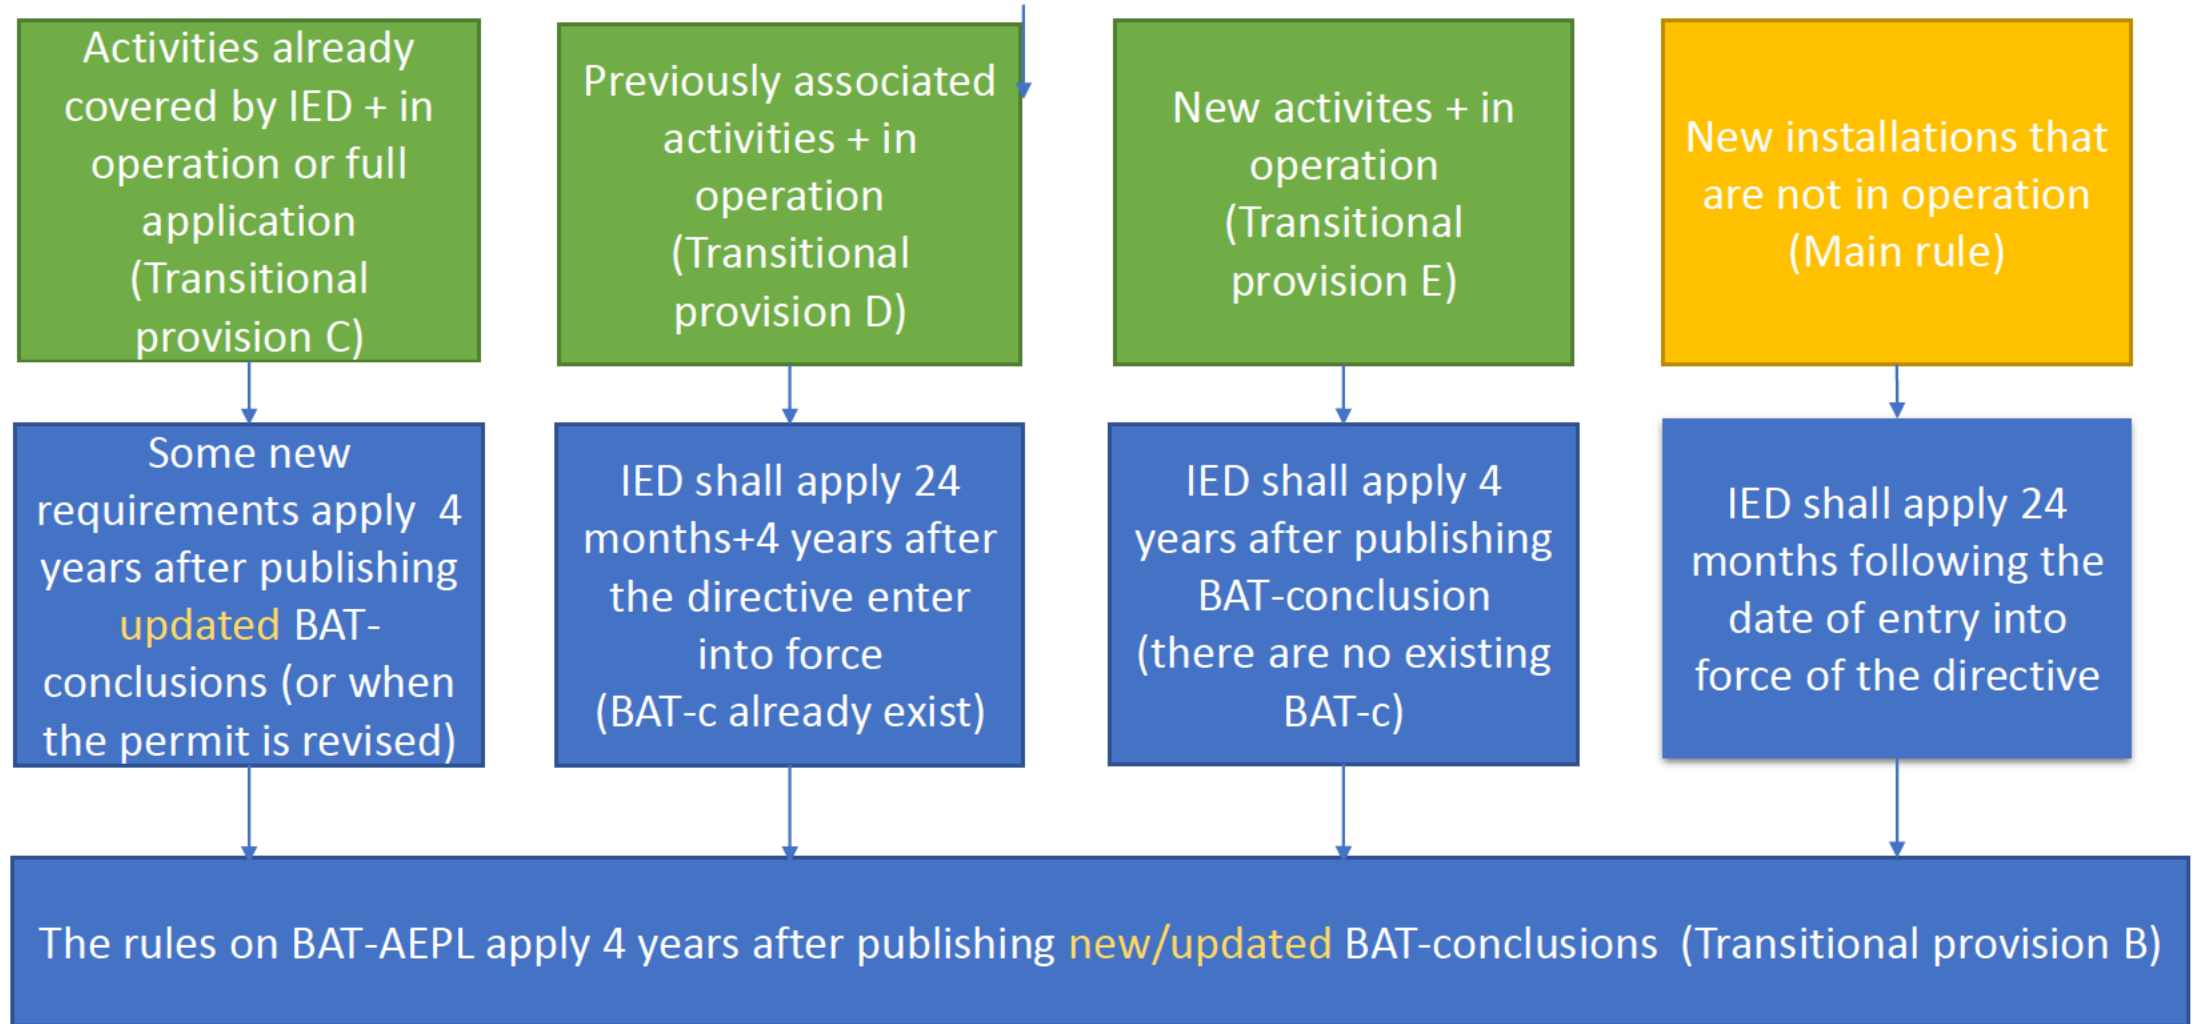 Activities already
covered by IED + in
operation or full
application
(Transitional
provision C)
Previously associated
activities + in
operation
(Transitional
provision D)
New activites + in
operation
(Transitional
provision E)
New installations that
are not in operation
(Main rule)
Some new
requirements apply 4
years after publishing
updated BAT-
conclusions (or when
the permit is revised)
IED shall apply 24
months+4 years after
the directive enter
into force
(BAT-c already exist)
IED shall apply 4
years after publishing
BAT-conclusion
(there are no existing
BAT-c)
IED shall apply 24
months following the
date of entry into
force of the directive
The rules on BAT-AEPL apply 4 years after publishing new/updated BAT-conclusions (Transitional provision B)